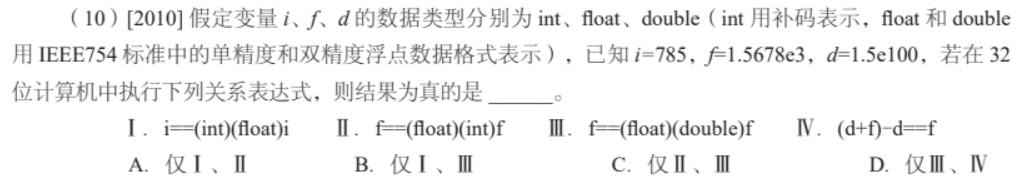 （10）[2010] 假定变量 i、f、d 的数据类型分别为 int、float、double（int 用补码表示，float 和 double
用 IEEE754 标准中的单精度和双精度浮点数据格式表示），已知 i=785，f=1.5678e3，d=1.5e100，若在 32
位计算机中执行下列关系表达式，则结果为真的是 ______。
Ⅰ．i==(int)(float)i Ⅱ．f==(float)(int)f Ⅲ．f==(float)(double)f Ⅳ．(d+f)-d==f
A. 仅Ⅰ、Ⅱ B. 仅Ⅰ、Ⅲ C. 仅Ⅱ、Ⅲ D. 仅Ⅲ、Ⅳ